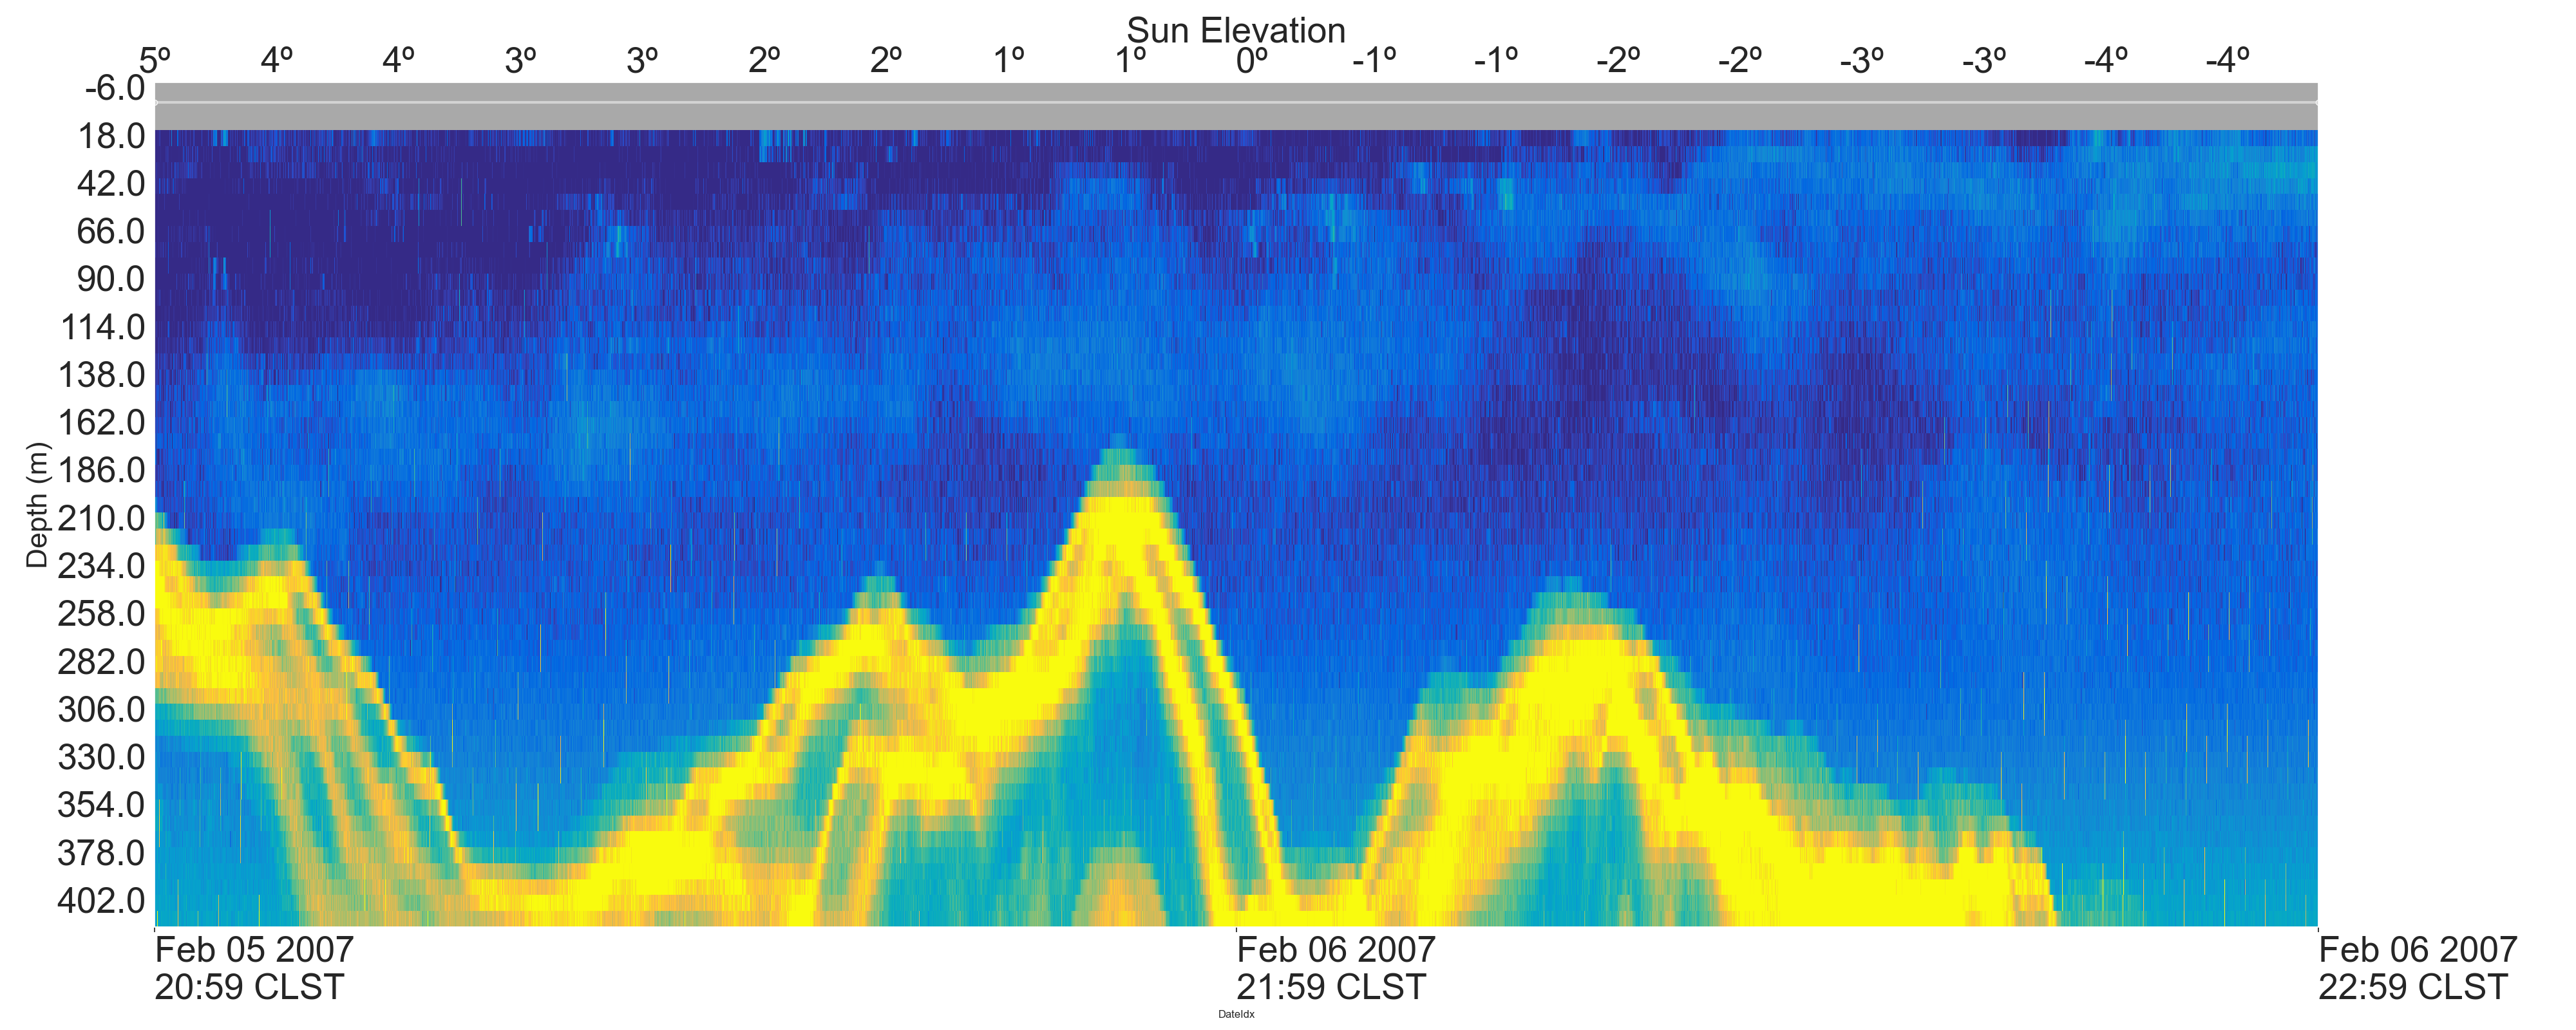 Sun Elevation
5º 4º 4º 3º 3º 2º 2º 1º 1º 0º -1º -1º -2º -2º -3º -3º -4º -4º
-6.0
18.0
42.0
66.0
90.0
114.0
138.0
162.0
186.0
210.0
234.0
258.0
282.0
306.0
330.0
354.0
378.0
402.0
Depth (m)
Feb 05 2007
20:59 CLST
Feb 06 2007
21:59 CLST
Feb 06 2007
22:59 CLST
DateIdx